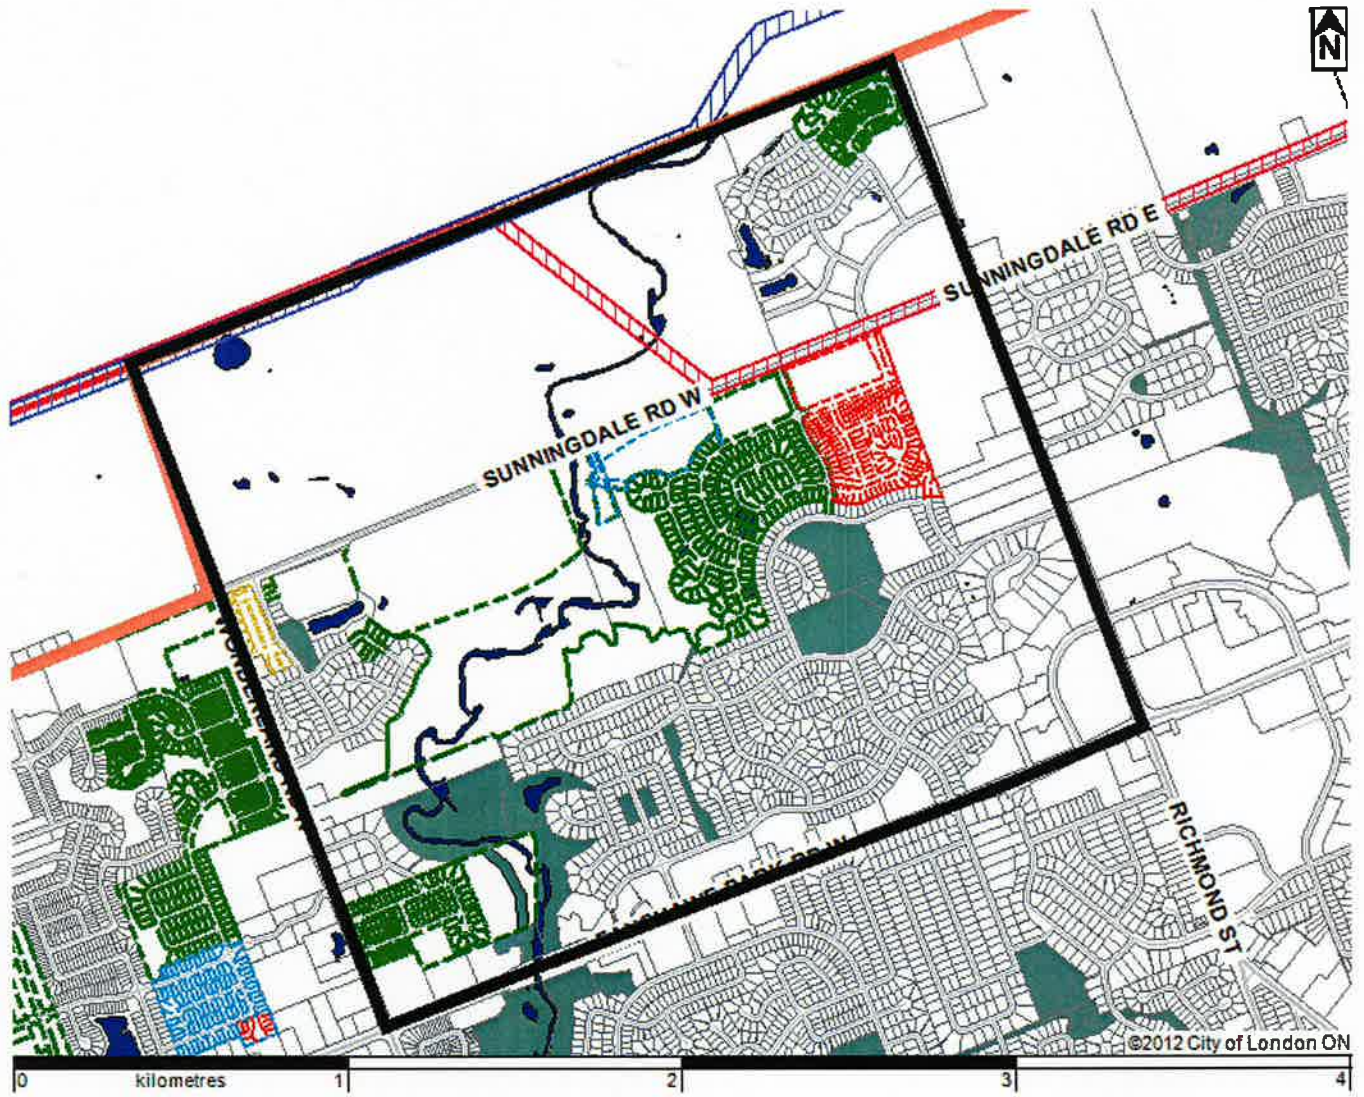 N
SUNNINGDALE RD E
SUNNINGDALE RD W
RICHMOND ST
©2012 City of London ON
0 kilometres 1 2 3 4